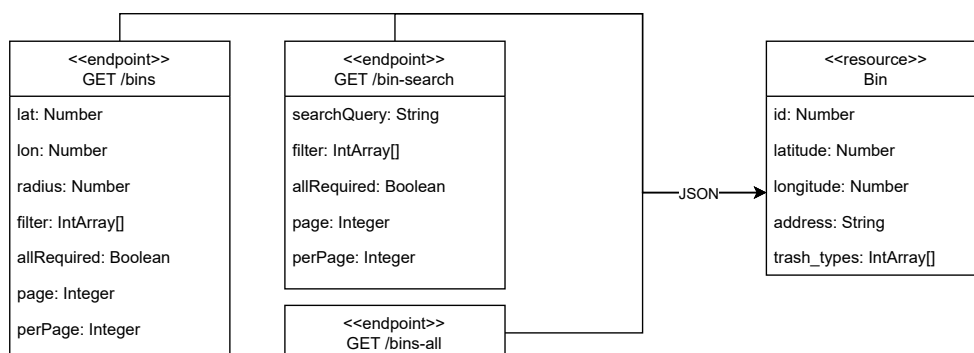 <<endpoint>>
GET /bins
lat: Number
lon: Number
radius: Number
filter: IntArray[]
allRequired: Boolean
page: Integer
perPage: Integer
<<endpoint>>
GET /bin-search
searchQuery: String
filter: IntArray[]
allRequired: Boolean
page: Integer
perPage: Integer
<<endpoint>>
GET /bins-all
JSON
<<resource>>
Bin
id: Number
latitude: Number
longitude: Number
address: String
trash_types: IntArray[]